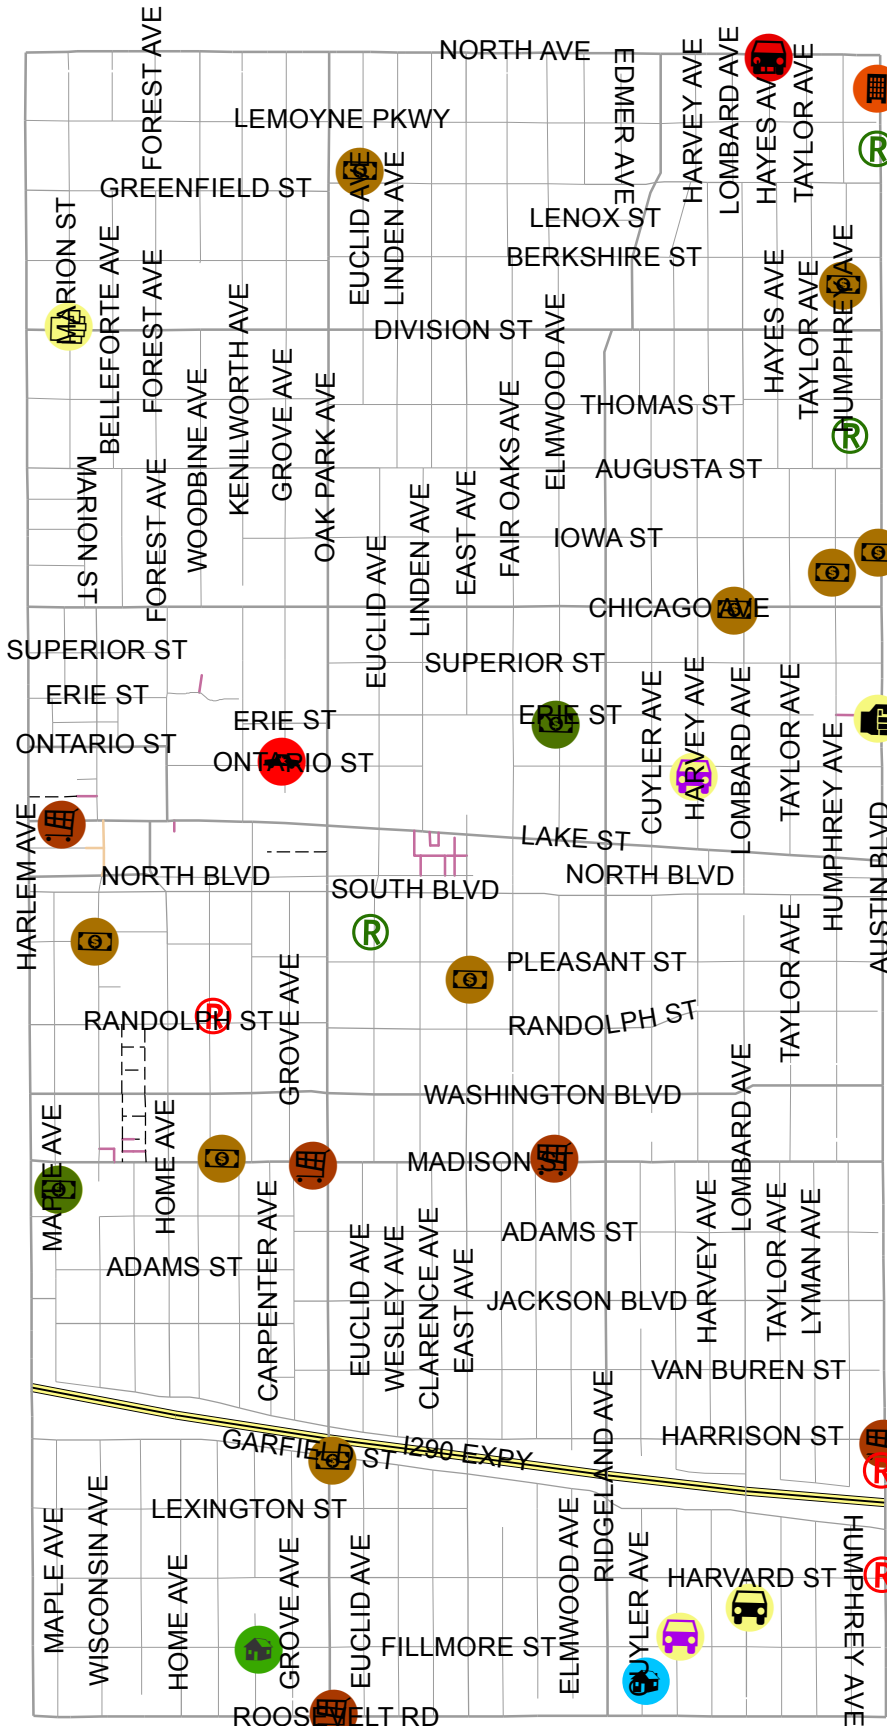 NORTH AVE
FOREST AVE
EDMER AVE
HARVEY AVE
LOMBARD AVE
HAYES AVE
TAYLOR AVE
LEMOYNE PKWY
®
GREENFIELD ST
EUCLID AVE
LINDEN AVE
LENOX ST
BERKSHIRE ST
MARION ST
BELLEFORTE AVE
FOREST AVE
KENILWORTH AVE
DIVISION ST
ELMWOOD AVE
HAYES AVE
TAYLOR AVE
HUMPHREY AVE
WOODBINE AVE
GROVE AVE
OAK PARK AVE
FAIR OAKS AVE
THOMAS ST
®
MARION ST
FOREST AVE
AUGUSTA ST
LINDEN AVE
EAST AVE
IOWA ST
EUCLID AVE
CHICAGO AVE
SUPERIOR ST
SUPERIOR ST
ERIE ST
CUYLER AVE
HARVEY AVE
LOMBARD AVE
TAYLOR AVE
ERIE ST
ERIE ST
ONTARIO ST
ONTARIO ST
HUMPHREY AVE
HARLEM AVE
LAKE ST
AUSTIN BLVD
NORTH BLVD
SOUTH BLVD
NORTH BLVD
®
PLEASANT ST
TAYLOR AVE
GROVE AVE
RANDOLPH ST
®
RANDOLPH ST
WASHINGTON BLVD
LOMBARD AVE
MAPLE AVE
HOME AVE
MADISON ST
CARPENTER AVE
HARVEY AVE
TAYLOR AVE
LYMAN AVE
EUCLID AVE
WESLEY AVE
CLARENCE AVE
EAST AVE
ADAMS ST
ADAMS ST
JACKSON BLVD
VAN BUREN ST
RIDGELAND AVE
HARRISON ST
GARFIELD ST
I290 EXPY
®
LEXINGTON ST
MAPLE AVE
WISCONSIN AVE
HOME AVE
GROVE AVE
EUCLID AVE
ELMWOOD AVE
CUYLER AVE
HARVARD ST
HUMPHREY AVE
®
FILLMORE ST
ROOSEVELT RD